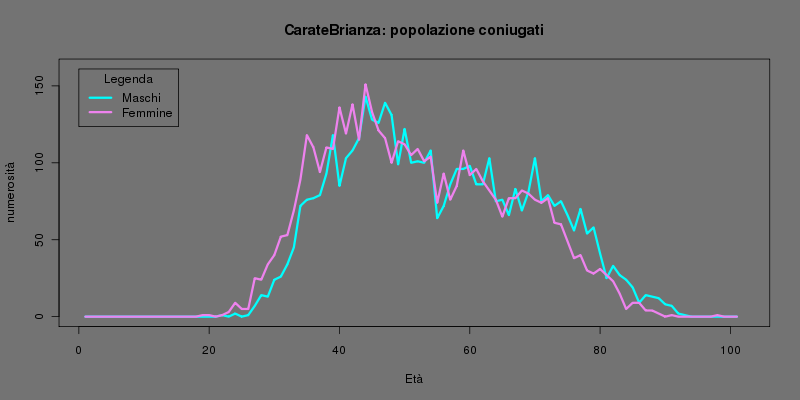 CarateBrianza: popolazione coniugati
Legenda
Maschi
Femmine
numerosità
150
100
50
0
0 20 40 60 80 100
Età